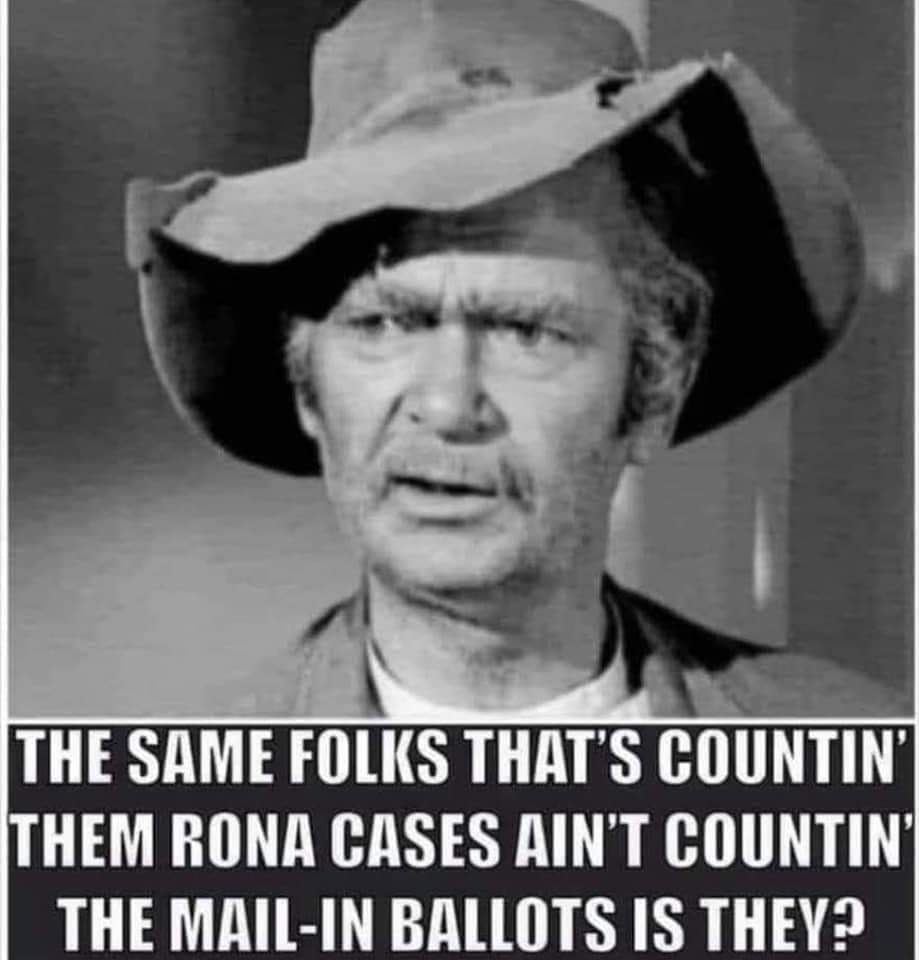 THE SAME FOLKS THAT'S COUNTIN'
THEM RONA CASES AIN'T COUNTIN'
THE MAIL-IN BALLOTS IS THEY?